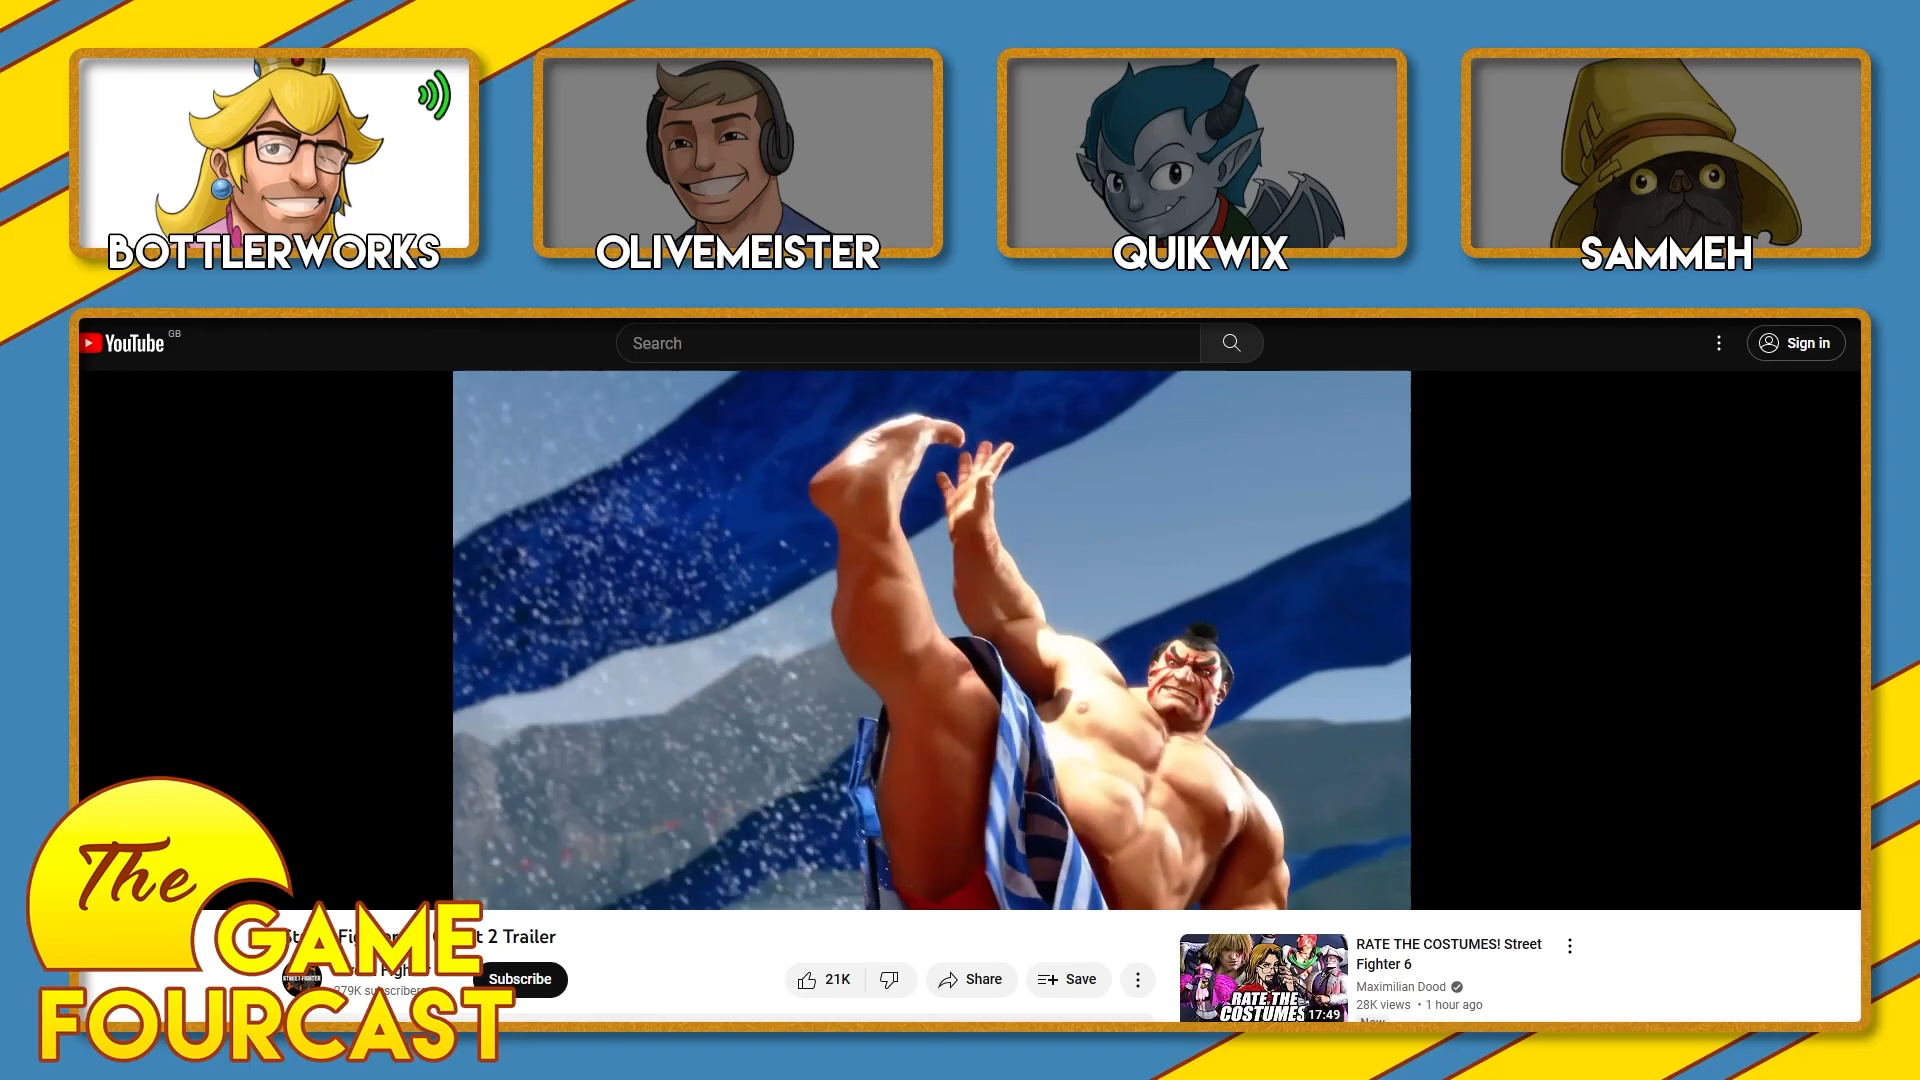 BOTTLERWORKS
OLIVEMEISTER
QUIKWIX
SAMMEH
YouTube GB
Search
Sign in
2 Trailer
Subscribe
21K
Share
Save
RATE THE COSTUMES! Street
Fighter 6
Maximilian Dood
28K views • 1 hour ago
RATE THE
COSTUMES
17:49
The
GAME
FOURCAST